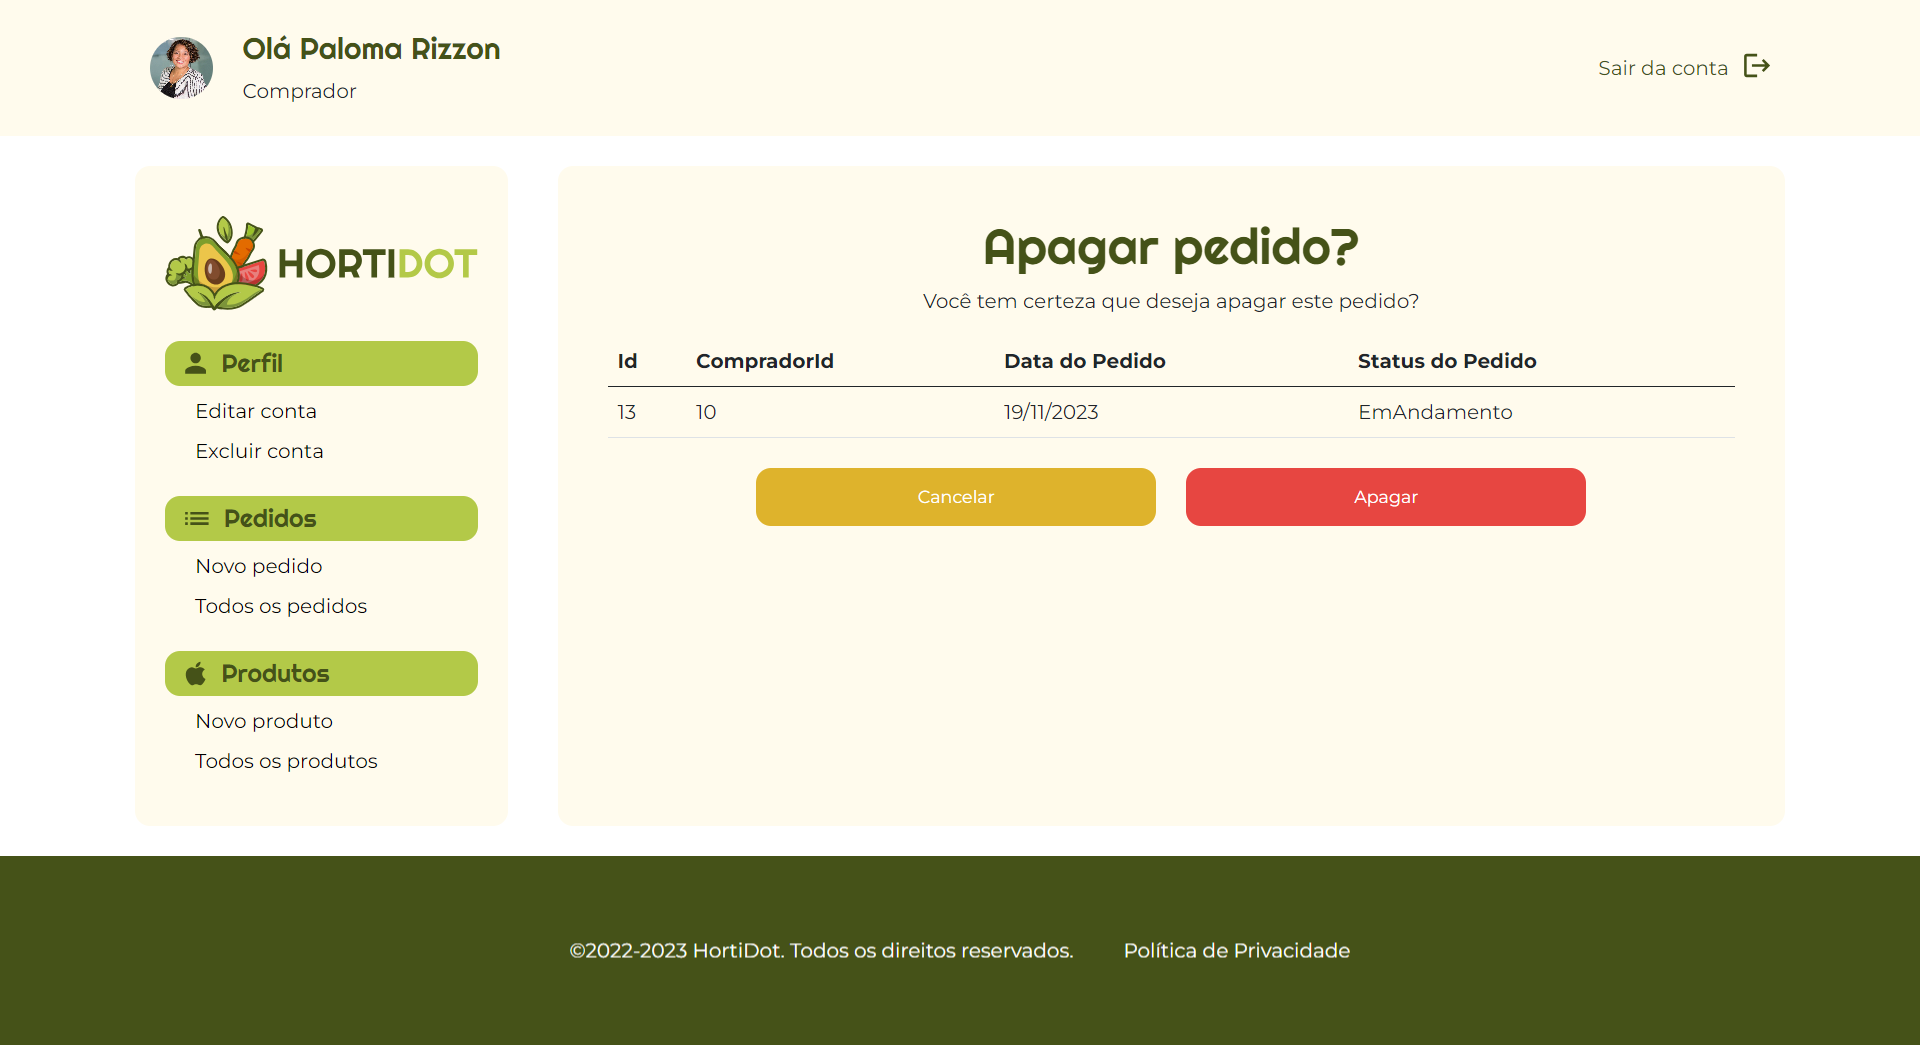 Olá Paloma Rizzon
Comprador
Sair da conta
HORTIDOT
Perfil
Editar conta
Excluir conta
Pedidos
Novo pedido
Todos os pedidos
Produtos
Novo produto
Todos os produtos
Apagar pedido?
Você tem certeza que deseja apagar este pedido?
Id CompradorId Data do Pedido Status do Pedido
13 10 19/11/2023 EmAndamento
Cancelar Apagar
©2022-2023 HortiDot. Todos os direitos reservados. Política de Privacidade